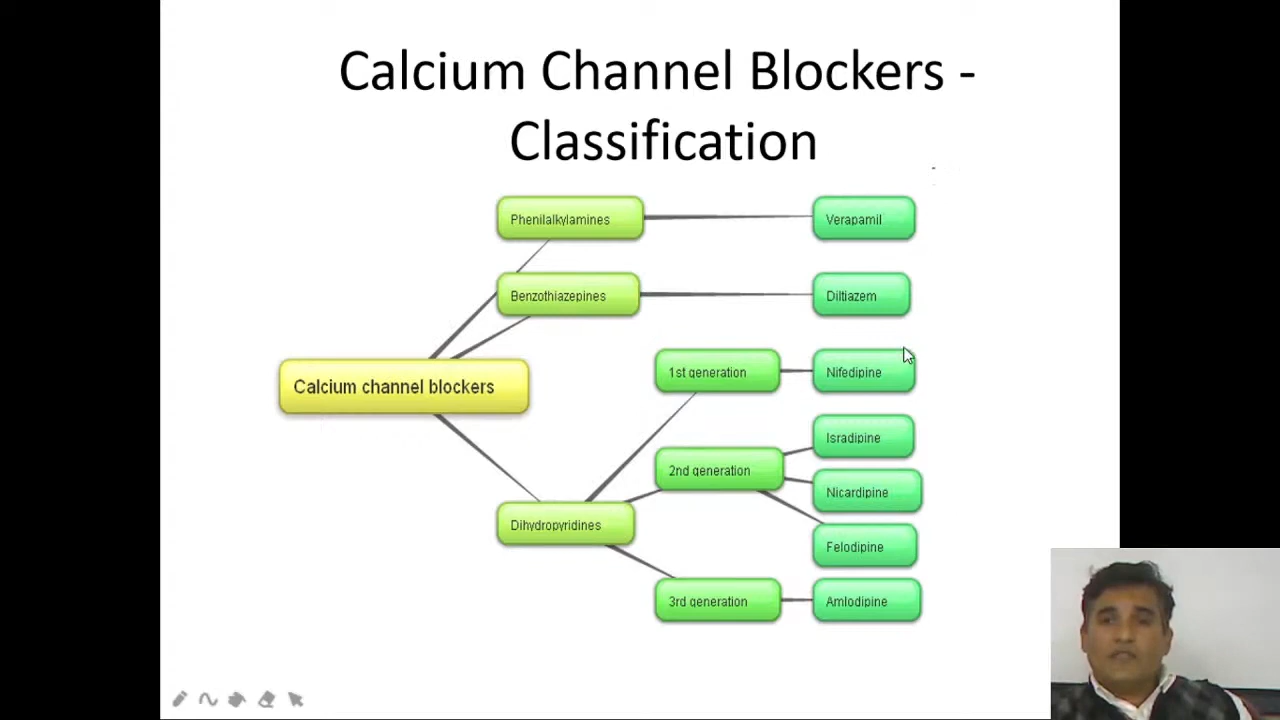 Calcium Channel Blockers -
Classification
Phenilalkylamines
Verapamil
Benzothiazepines
Diltiazem
Calcium channel blockers
1st generation
Nifedipine
2nd generation
Isradipine
Nicardipine
Felodipine
Dihydropyridines
3rd generation
Amlodipine